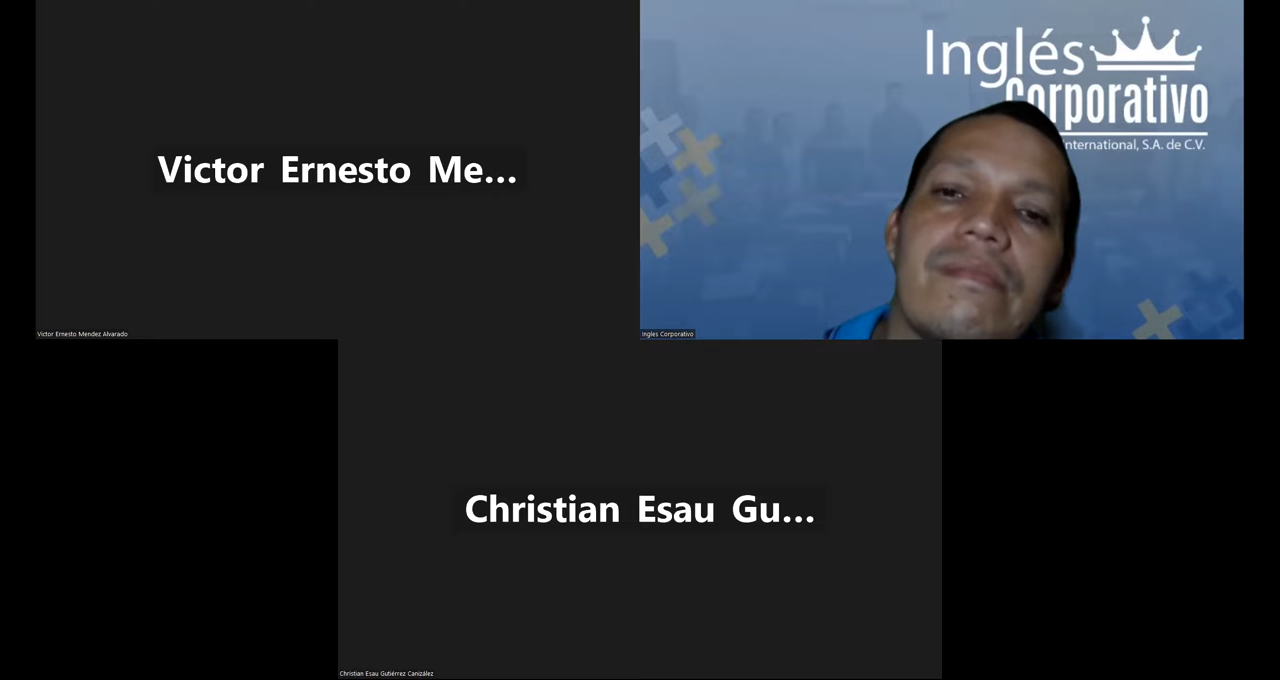 Victor Ernesto Me...
Victor Ernesto Mendez Alvarado
Inglés
Corporativo
International, S.A. de C.V.
Ingles Corporativo
Christian Esau Gu...
Christian Esau Gutiérrez Canizález